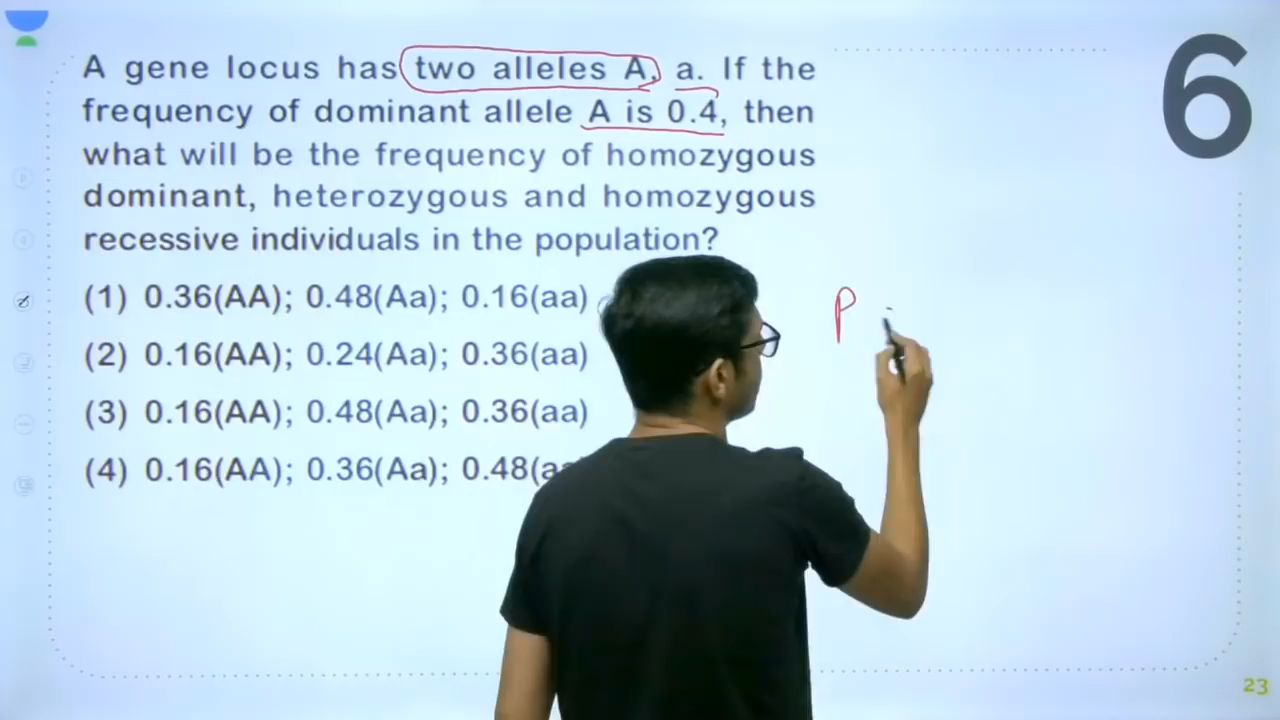 A gene locus has two alleles A, a. If the
frequency of dominant allele A is 0.4, then
what will be the frequency of homozygous
dominant, heterozygous and homozygous
recessive individuals in the population?
(1) 0.36(AA); 0.48(Aa); 0.16(aa)
(2) 0.16(AA); 0.24(Aa); 0.36(aa)
(3) 0.16(AA); 0.48(Aa); 0.36(aa)
(4) 0.16(AA); 0.36(Aa); 0.48(a
6
P
23